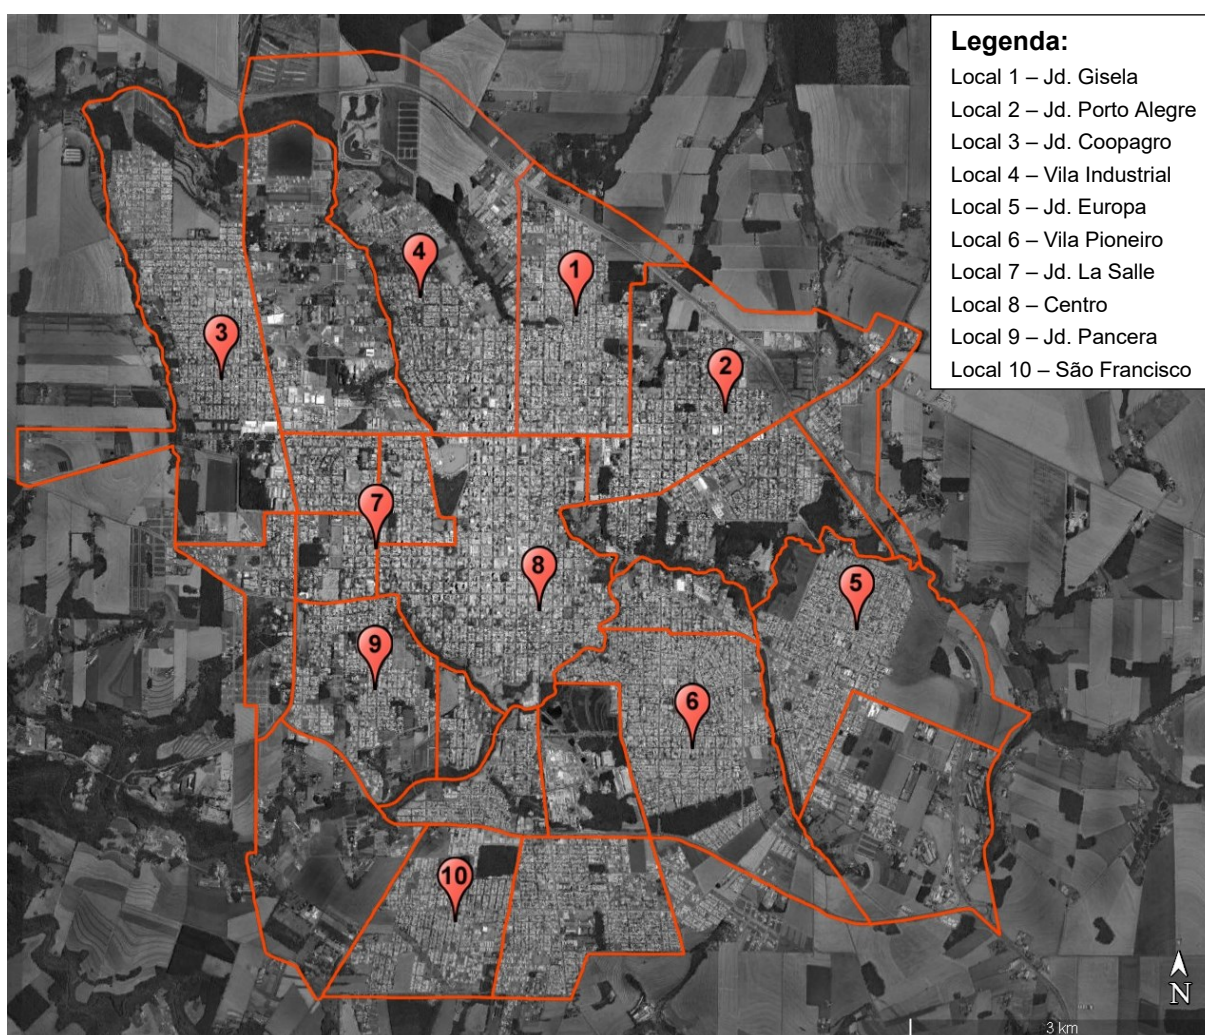 Legenda:
Local 1 – Jd. Gisela
Local 2 – Jd. Porto Alegre
Local 3 – Jd. Coopagro
Local 4 – Vila Industrial
Local 5 – Jd. Europa
Local 6 – Vila Pioneiro
Local 7 – Jd. La Salle
Local 8 – Centro
Local 9 – Jd. Pancera
Local 10 – São Francisco
4
1
3
2
7
8
5
9
6
10
N
3 km